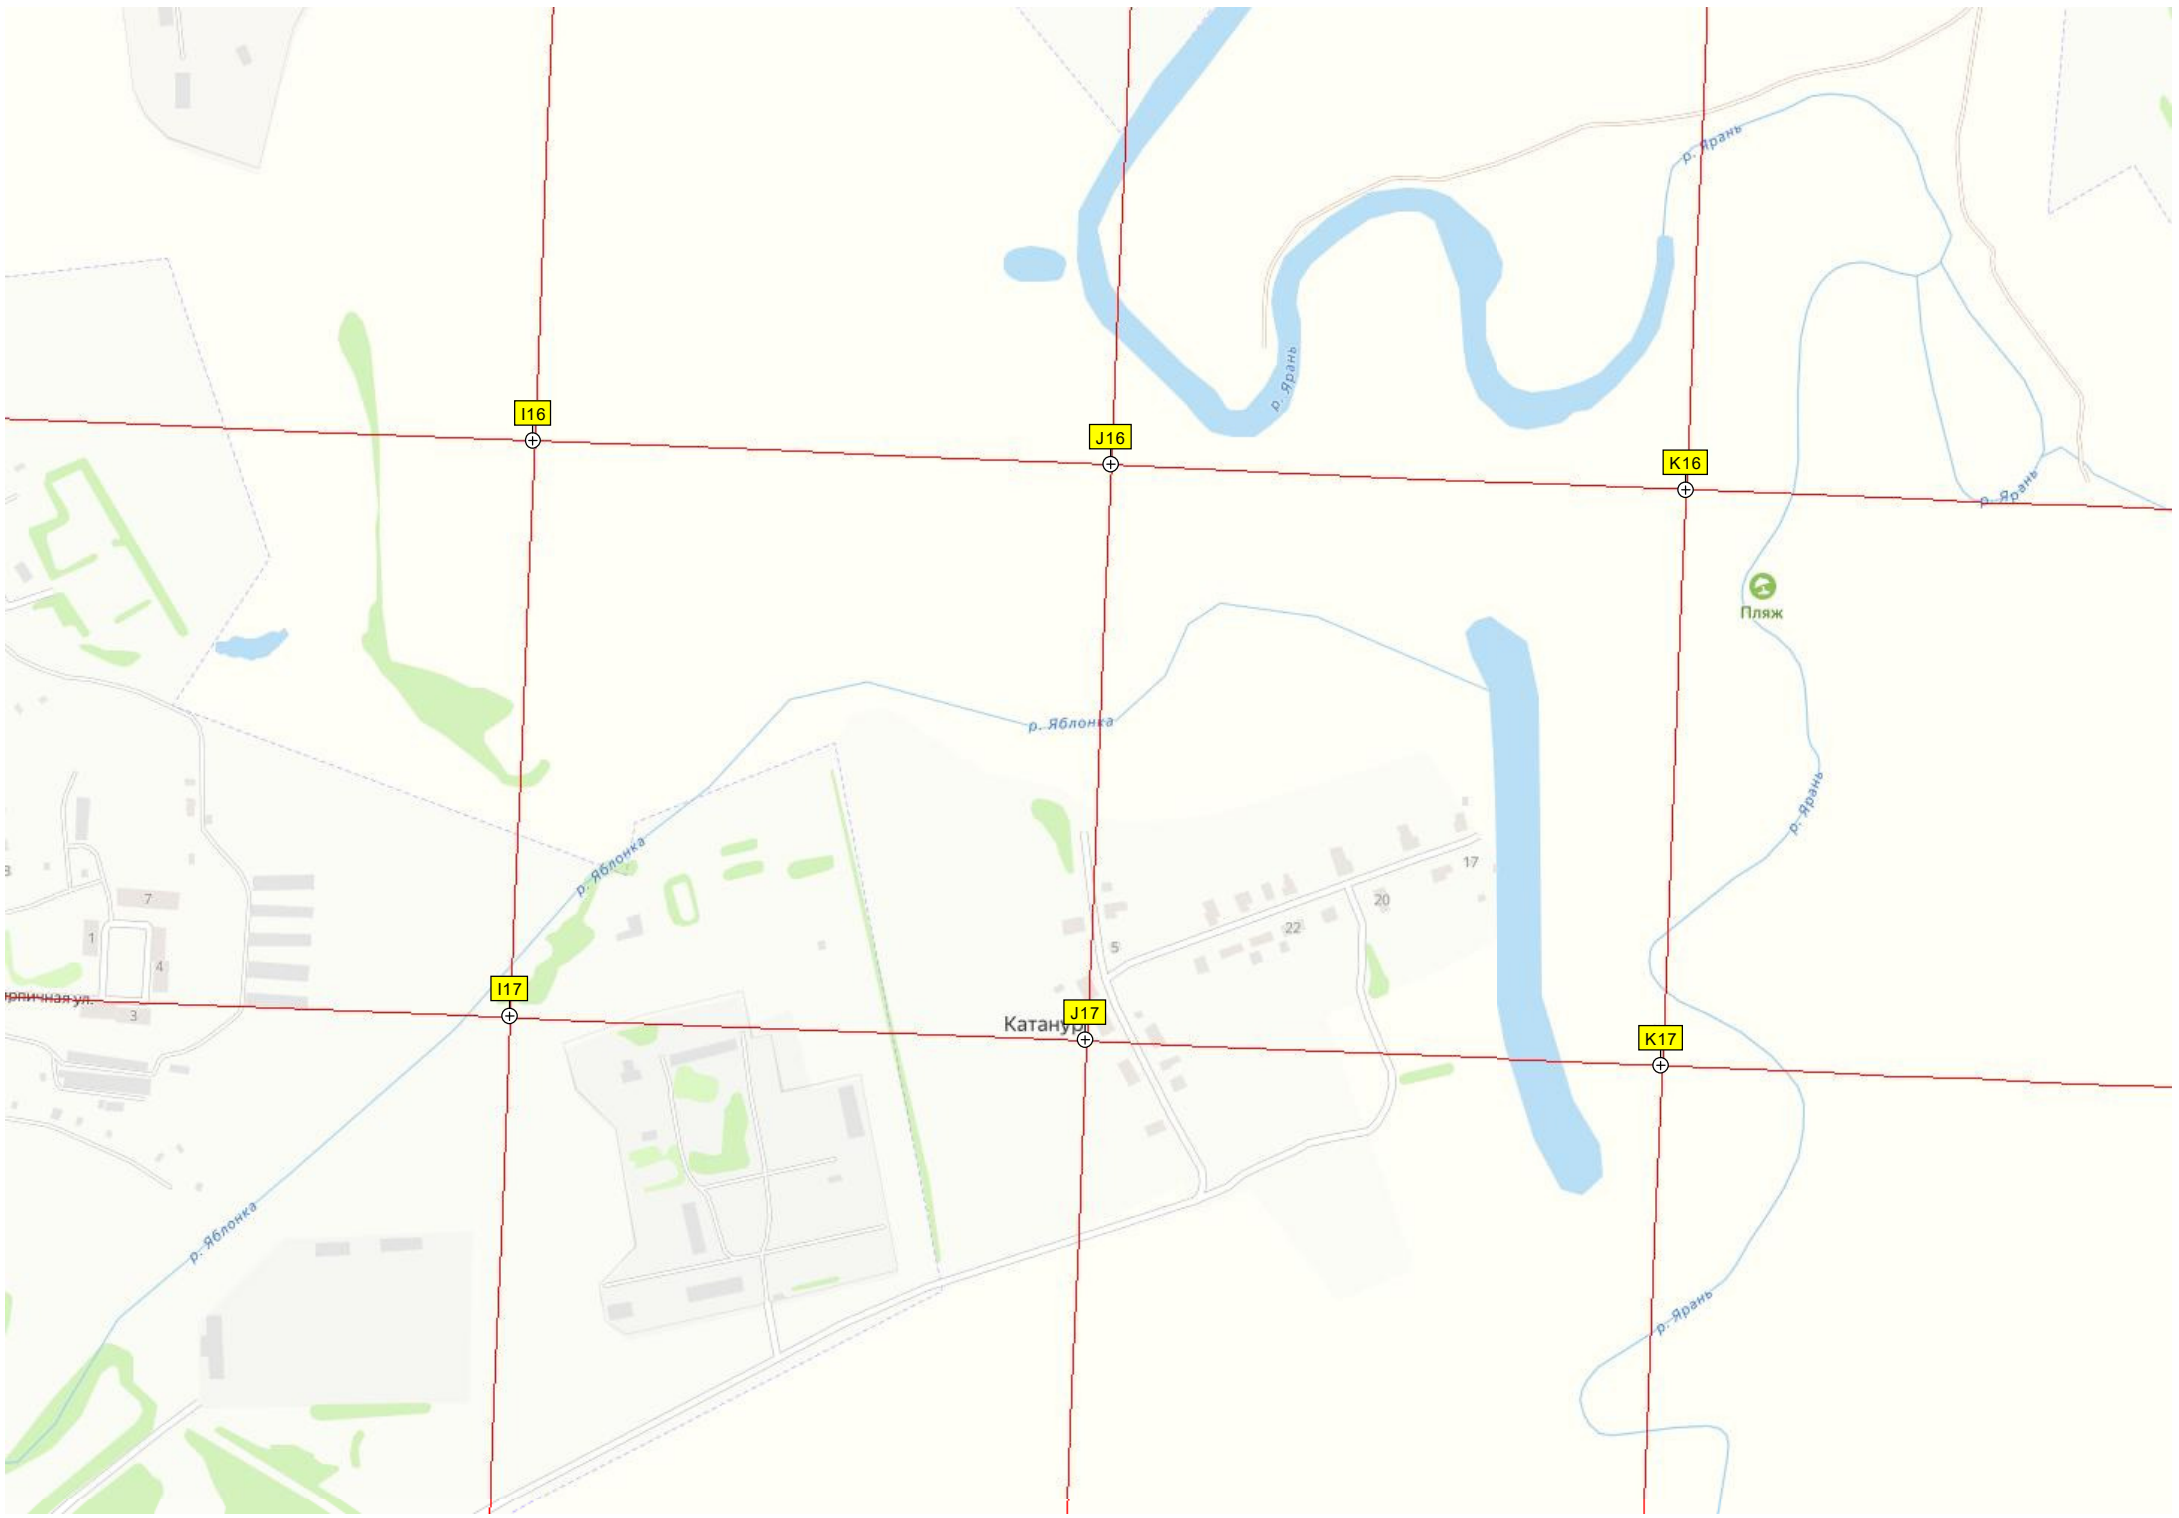 р. Ярань
I16
J16
р. Ярань
K16
р. Ярань
Пляж
р. Яблонка
р. Ярань
р. Яблонка
17
7
20
22
1
5
4
I17
J17
3
Катанур
K17
р. Яблонка
р. Ярань